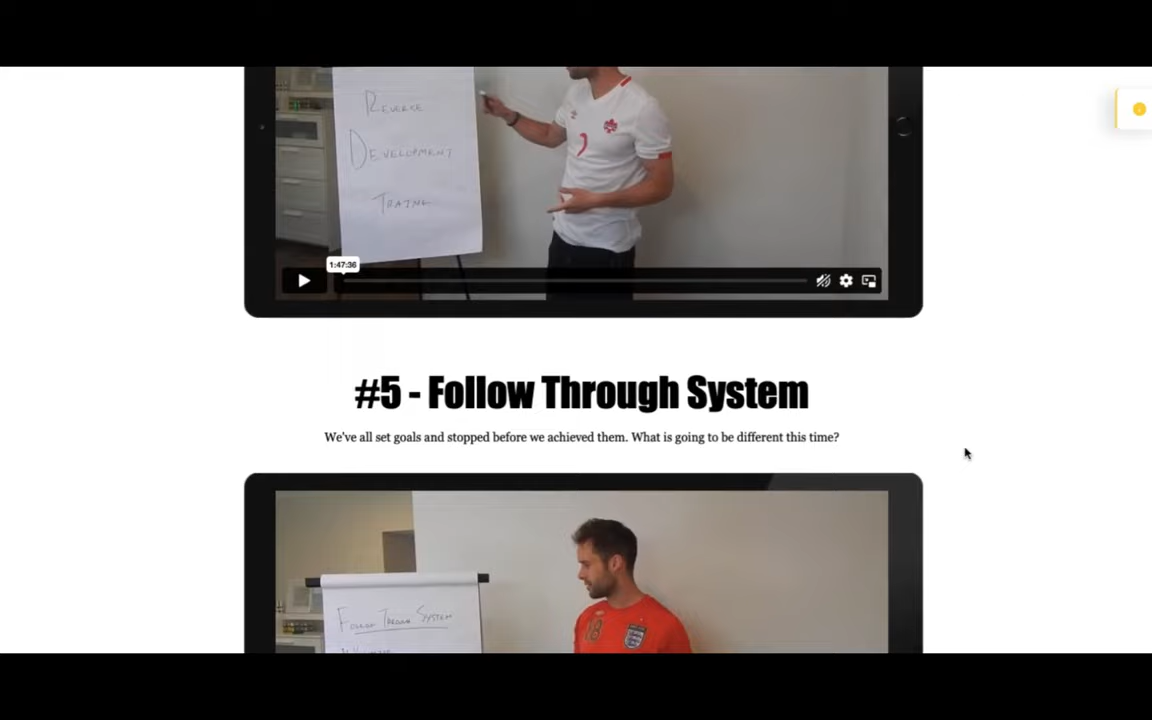 REVERSE
DEVELOPMENT
1:47:36
#5 - Follow Through System
We've all set goals and stopped before we achieved them. What is going to be different this time?
FOLLOW THROUGH SYSTEM
18